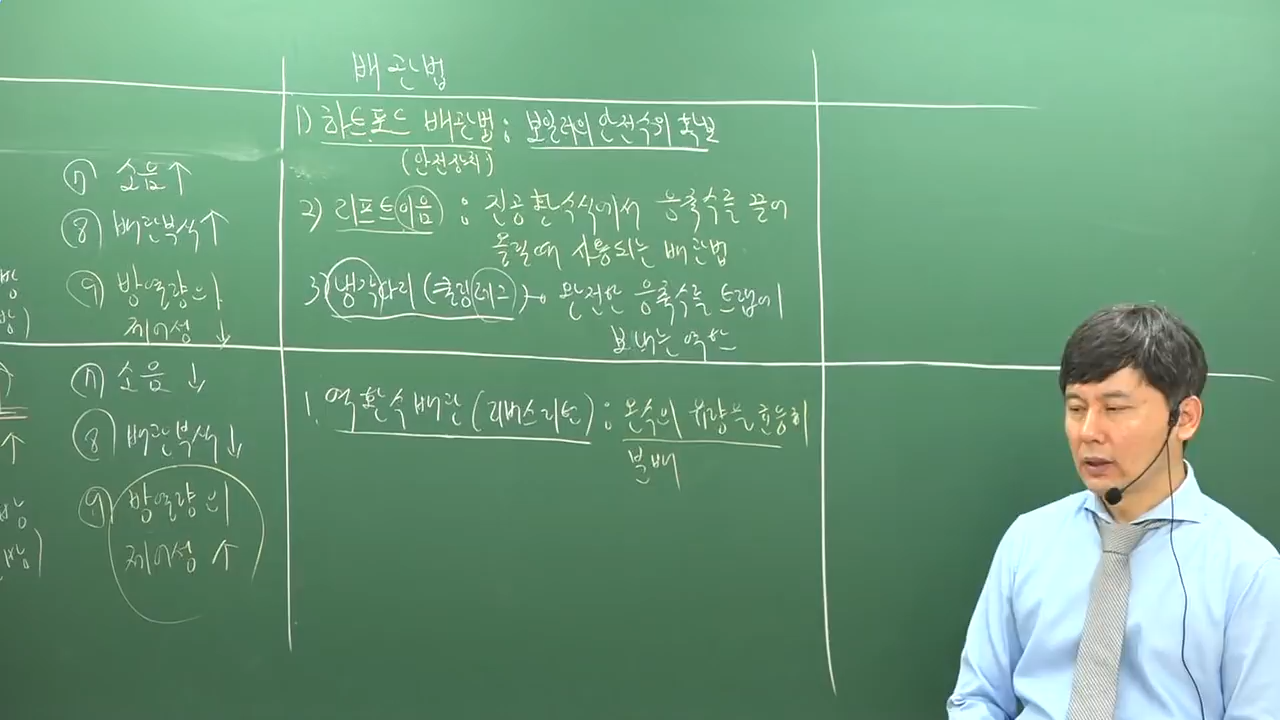 배관법
1) 하트포드 배관법 : 보일러의 안전수위 확보
(안전장치)
2) 리프트이음 : 진공환수식에서 응축수를 끌어
올릴때 사용되는 배관법
3) 냉각다리 (쿨링레그) → 완전한 응축수를 트랩에
보내는 역할
⑦ 소음 ↑
⑧ 배관부식 ↑
⑨ 방열량의
제어성 ↓
1. 역환수배관 (리버스리턴) : 온수의 유량을 균등히
분배
⑦ 소음 ↓
⑧ 배관부식 ↓
⑨ 방열량의
제어성 ↑